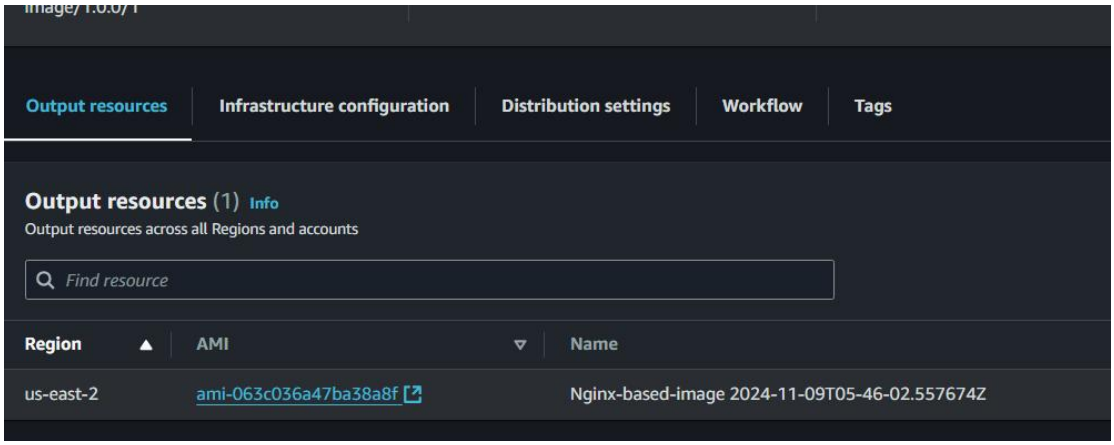 image/1.0.0/1
Output resources Infrastructure configuration Distribution settings Workflow Tags
Output resources (1) Info
Output resources across all Regions and accounts
Find resource
Region AMI Name
us-east-2 ami-063c036a47ba38a8f Nginx-based-image 2024-11-09T05-46-02.557674Z